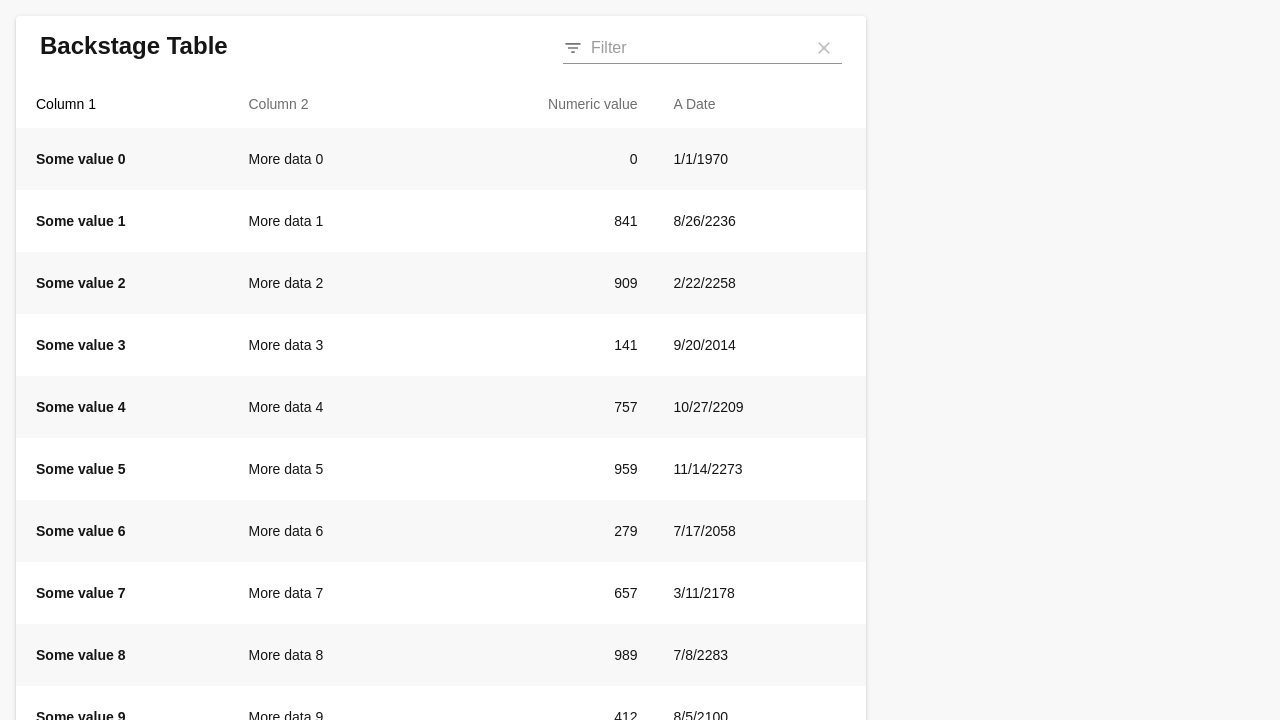 Backstage Table
Filter
Column 1 Column 2 Numeric value A Date
Some value 0 More data 0 0 1/1/1970
Some value 1 More data 1 841 8/26/2236
Some value 2 More data 2 909 2/22/2258
Some value 3 More data 3 141 9/20/2014
Some value 4 More data 4 757 10/27/2209
Some value 5 More data 5 959 11/14/2273
Some value 6 More data 6 279 7/17/2058
Some value 7 More data 7 657 3/11/2178
Some value 8 More data 8 989 7/8/2283
Some value 9 More data 9 412 8/5/2100